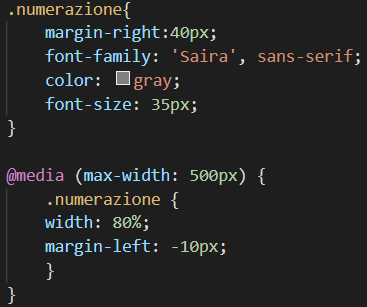 .numerazione{
margin-right:40px;
font-family: 'Saira', sans-serif;
color: gray;
font-size: 35px;
}
@media (max-width: 500px) {
.numerazione {
width: 80%;
margin-left: -10px;
}
}